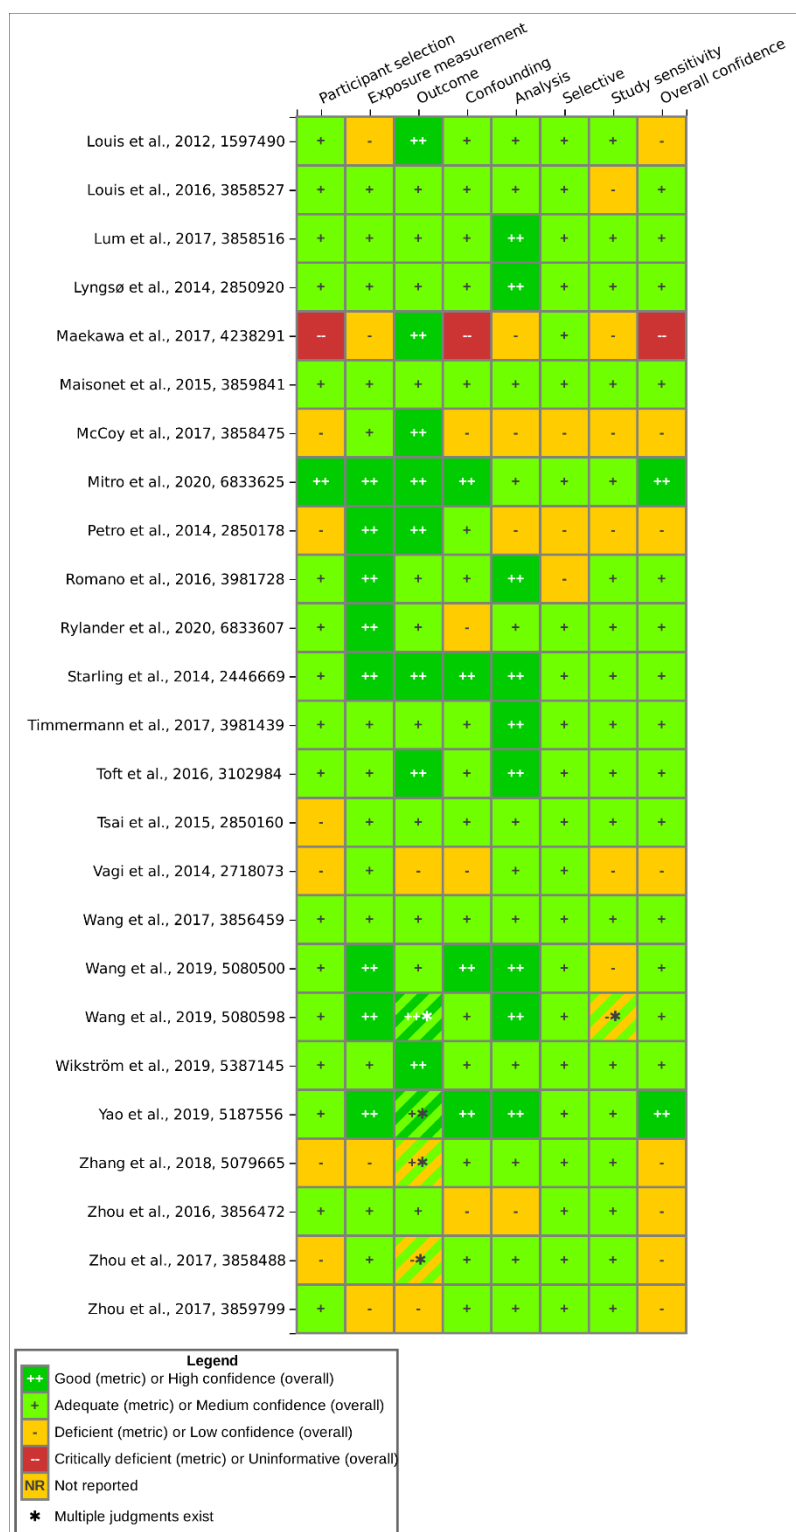 Participant selection
Exposure measurement
Outcome
Confounding
Analysis
Selective
Study sensitivity
Overall confidence
Louis et al., 2012, 1597490 + - ++ + + + + -
Louis et al., 2016, 3858527 + + + + + + - +
Lum et al., 2017, 3858516 + + + + ++ + + +
Lyngsø et al., 2014, 2850920 + + + + ++ + + +
Maekawa et al., 2017, 4238291 -- - ++ -- - + - --
Maisonet et al., 2015, 3859841 + + + + + + + +
McCoy et al., 2017, 3858475 - + ++ - - - - -
Mitro et al., 2020, 6833625 ++ ++ ++ ++ + + + ++
Petro et al., 2014, 2850178 - ++ ++ + - - - -
Romano et al., 2016, 3981728 + ++ + + ++ - + +
Rylander et al., 2020, 6833607 + ++ + - + + + +
Starling et al., 2014, 2446669 + ++ ++ ++ ++ + + +
Timmermann et al., 2017, 3981439 + + + + ++ + + +
Toft et al., 2016, 3102984 + + ++ + ++ + + +
Tsai et al., 2015, 2850160 - + + + + + + +
Vagi et al., 2014, 2718073 - + - - + + - -
Wang et al., 2017, 3856459 + + + + + + + +
Wang et al., 2019, 5080500 + ++ + ++ ++ + - +
Wang et al., 2019, 5080598 + ++ ++✱ + ++ + -✱ +
Wikström et al., 2019, 5387145 + + ++ + + + + +
Yao et al., 2019, 5187556 + ++ +✱ ++ ++ + + ++
Zhang et al., 2018, 5079665 - - +✱ + + + + -
Zhou et al., 2016, 3856472 + + + - - + + -
Zhou et al., 2017, 3858488 - + -✱ + + + + -
Zhou et al., 2017, 3859799 + - - + + + + -
Legend
++ Good (metric) or High confidence (overall)
+ Adequate (metric) or Medium confidence (overall)
- Deficient (metric) or Low confidence (overall)
-- Critically deficient (metric) or Uninformative (overall)
NR Not reported
✱ Multiple judgments exist